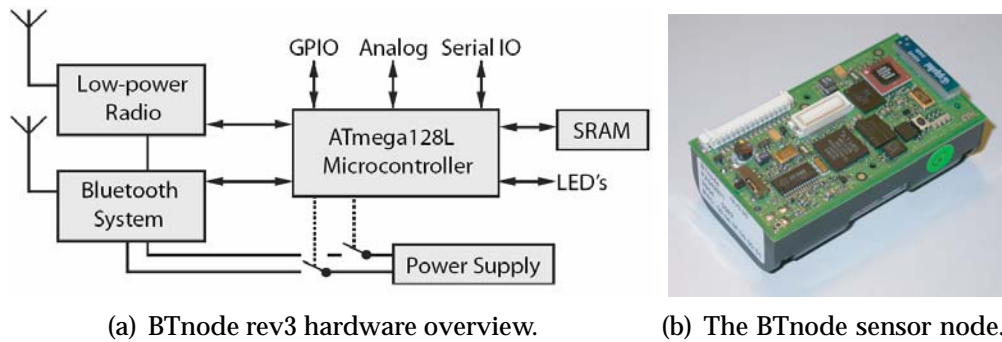 GPIO Analog Serial IO
Low-power
Radio
ATmega128L
Microcontroller
SRAM
Bluetooth
System
LED's
Power Supply
(a) BTnode rev3 hardware overview.
(b) The BTnode sensor node.